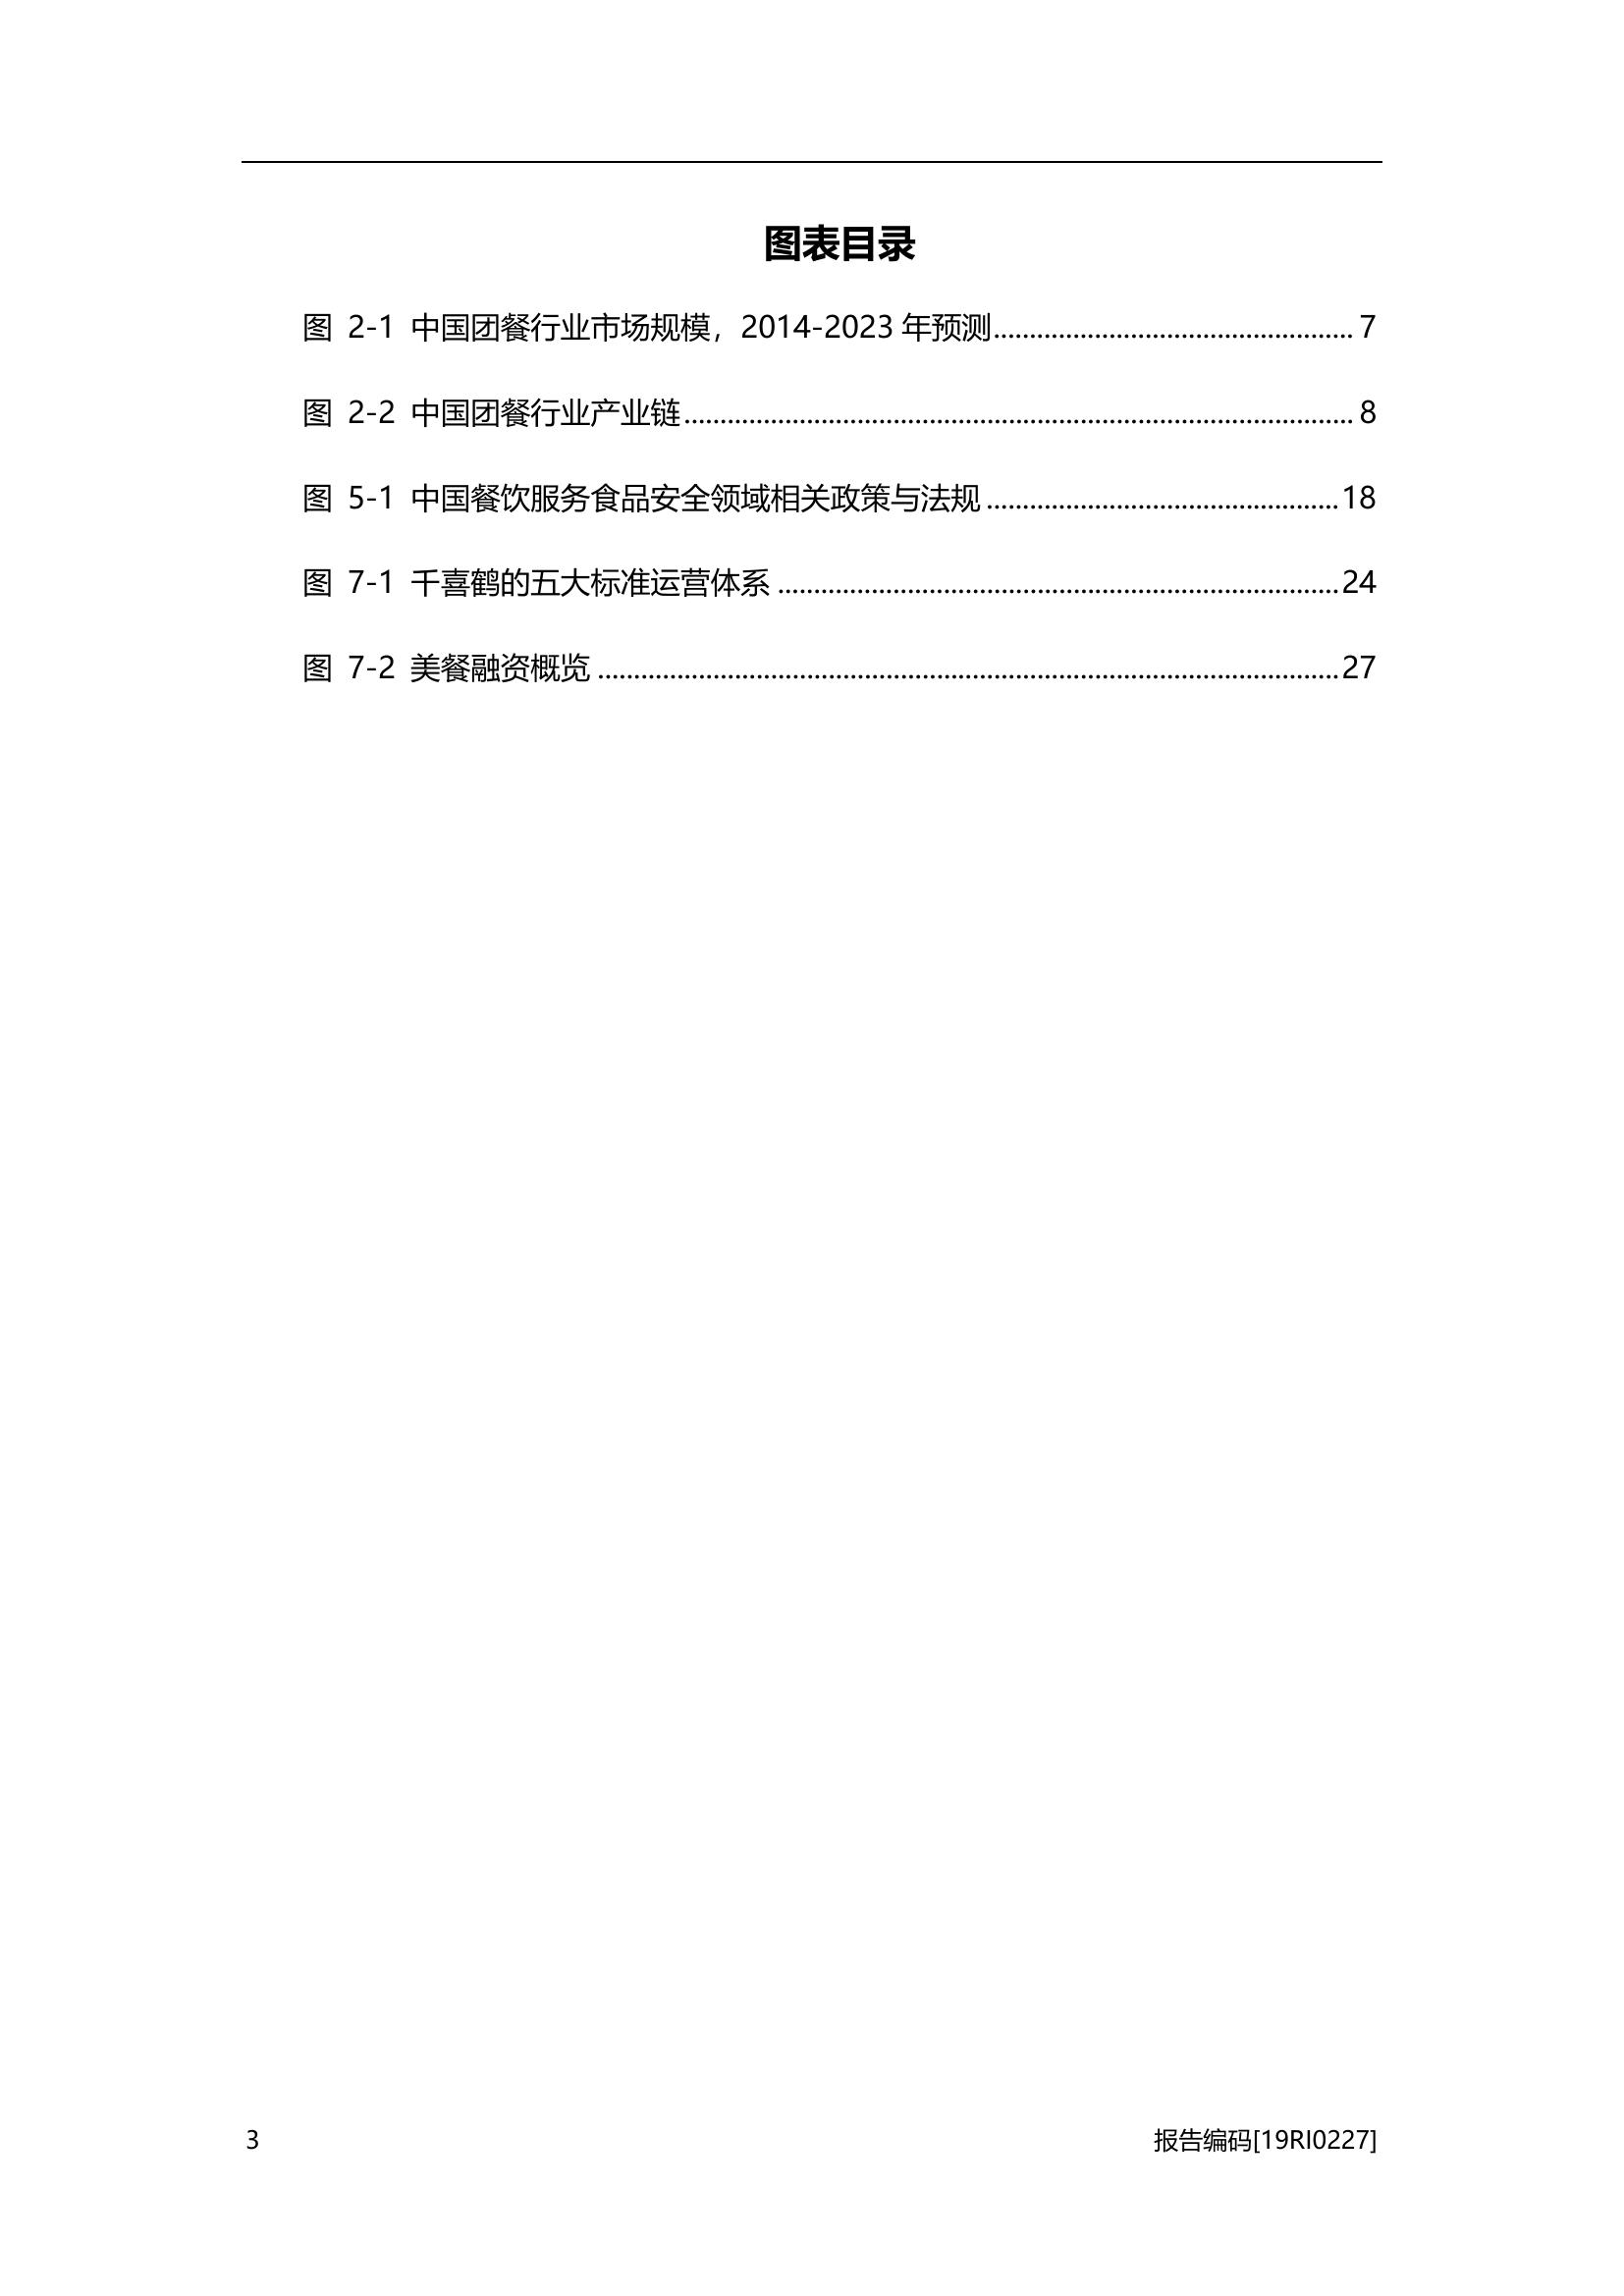 图表目录
图 2-1 中国团餐行业市场规模，2014-2023 年预测........................................................ 7
图 2-2 中国团餐行业产业链........................................................................................................ 8
图 5-1 中国餐饮服务食品安全领域相关政策与法规.......................................................18
图 7-1 千喜鹤的五大标准运营体系 .......................................................................................24
图 7-2 美餐融资概览 ....................................................................................................................27
3 报告编码[19RI0227]